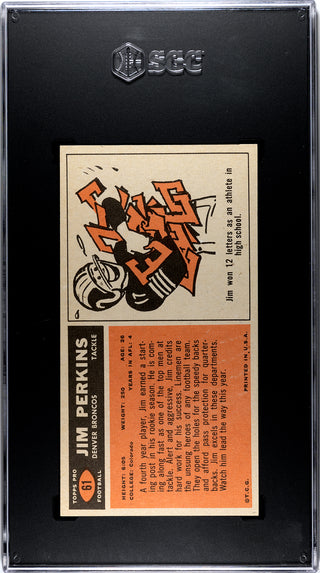 SGC
TOPPS PRO
61
FOOTBALL
JIM PERKINS
DENVER BRONCOS TACKLE
HEIGHT: 6:05 WEIGHT: 250 AGE: 26
COLLEGE: Colorado YEARS IN AFL 4
A fourth year player, Jim earned a start-
ing post in his rookie season. He is com-
ing along fast as one of the top men at
tackle. Alert and aggressive, Jim credits
hard work for his success. Linemen are
the unsung heroes of any football team.
They open the holes for the speedy backs
and afford pass protection for quarter-
backs. Jim excels in these departments.
Watch him lead the way this year.
©T.C.G. PRINTED IN U.S.A.
Jim won 12 letters as an athlete in
high school.